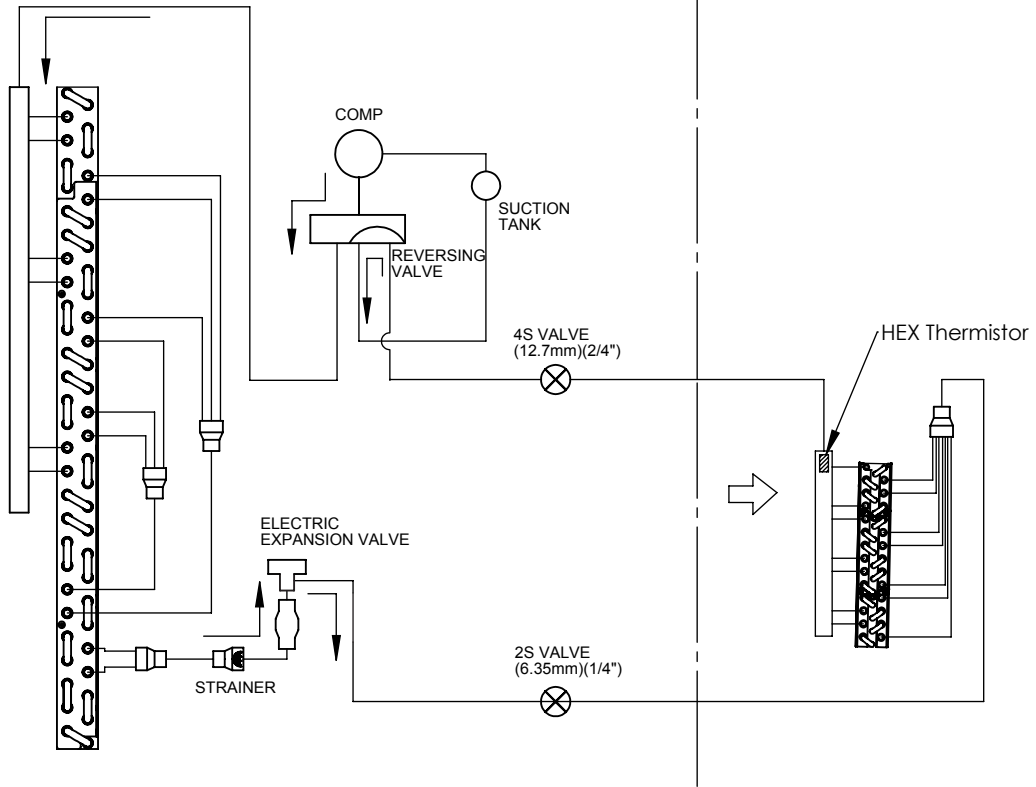 COMP
SUCTION
TANK
REVERSING
VALVE
4S VALVE
(12.7mm)(2/4")
HEX Thermistor
ELECTRIC
EXPANSION VALVE
2S VALVE
(6.35mm)(1/4")
STRAINER